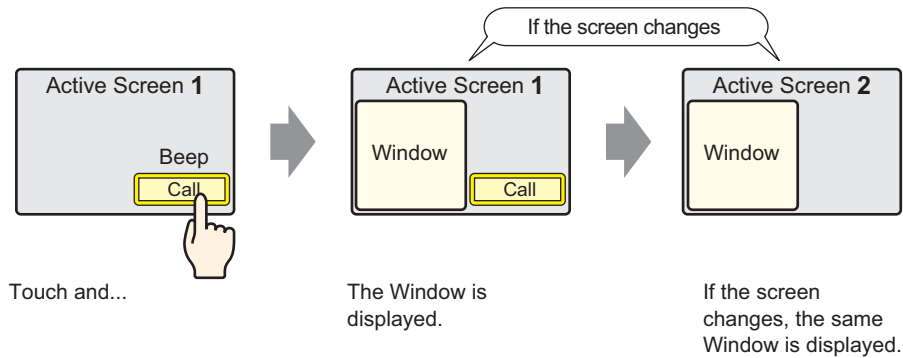 If the screen changes
Active Screen 1
Beep
Call
Active Screen 1
Window
Call
Active Screen 2
Window
Touch and...
The Window is
displayed.
If the screen
changes, the same
Window is displayed.